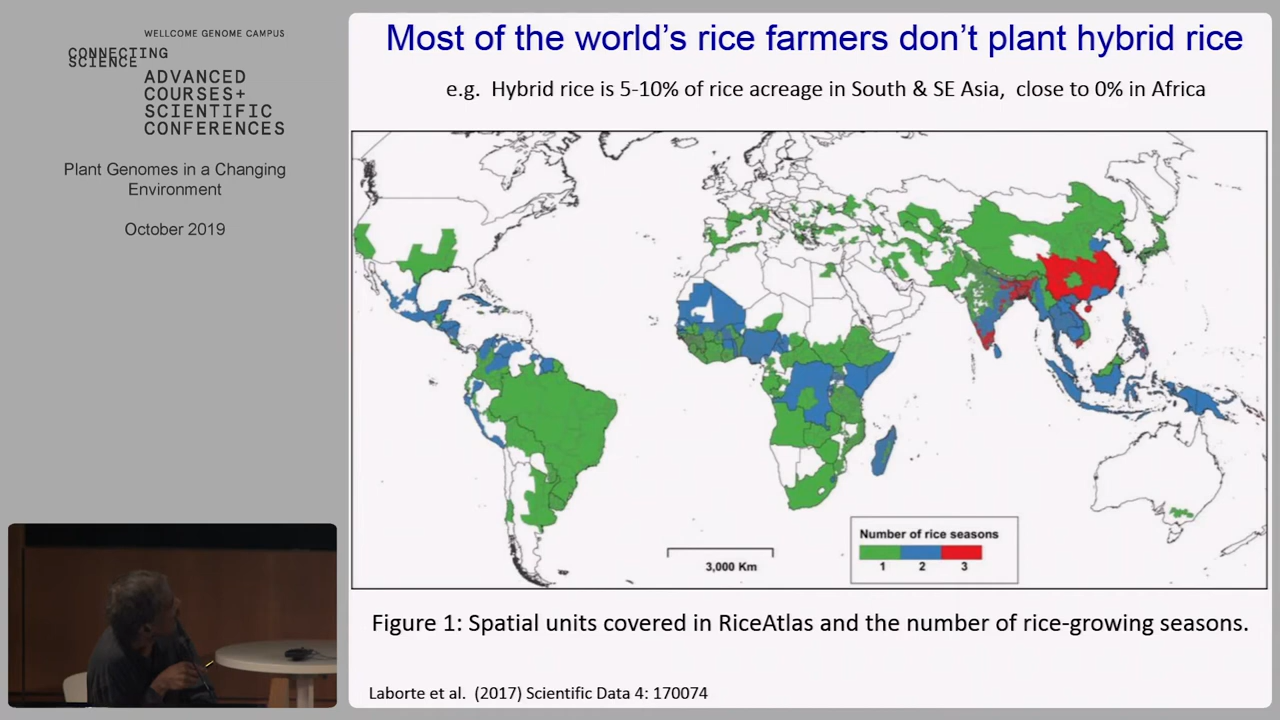 WELLCOME GENOME CAMPUS
CONNECTING
SCIENCE
ADVANCED
COURSES+
SCIENTIFIC
CONFERENCES
Plant Genomes in a Changing
Environment
October 2019
Most of the world’s rice farmers don’t plant hybrid rice
e.g. Hybrid rice is 5-10% of rice acreage in South & SE Asia, close to 0% in Africa
Number of rice seasons
1 2 3
3,000 Km
Figure 1: Spatial units covered in RiceAtlas and the number of rice-growing seasons.
Laborte et al. (2017) Scientific Data 4: 170074